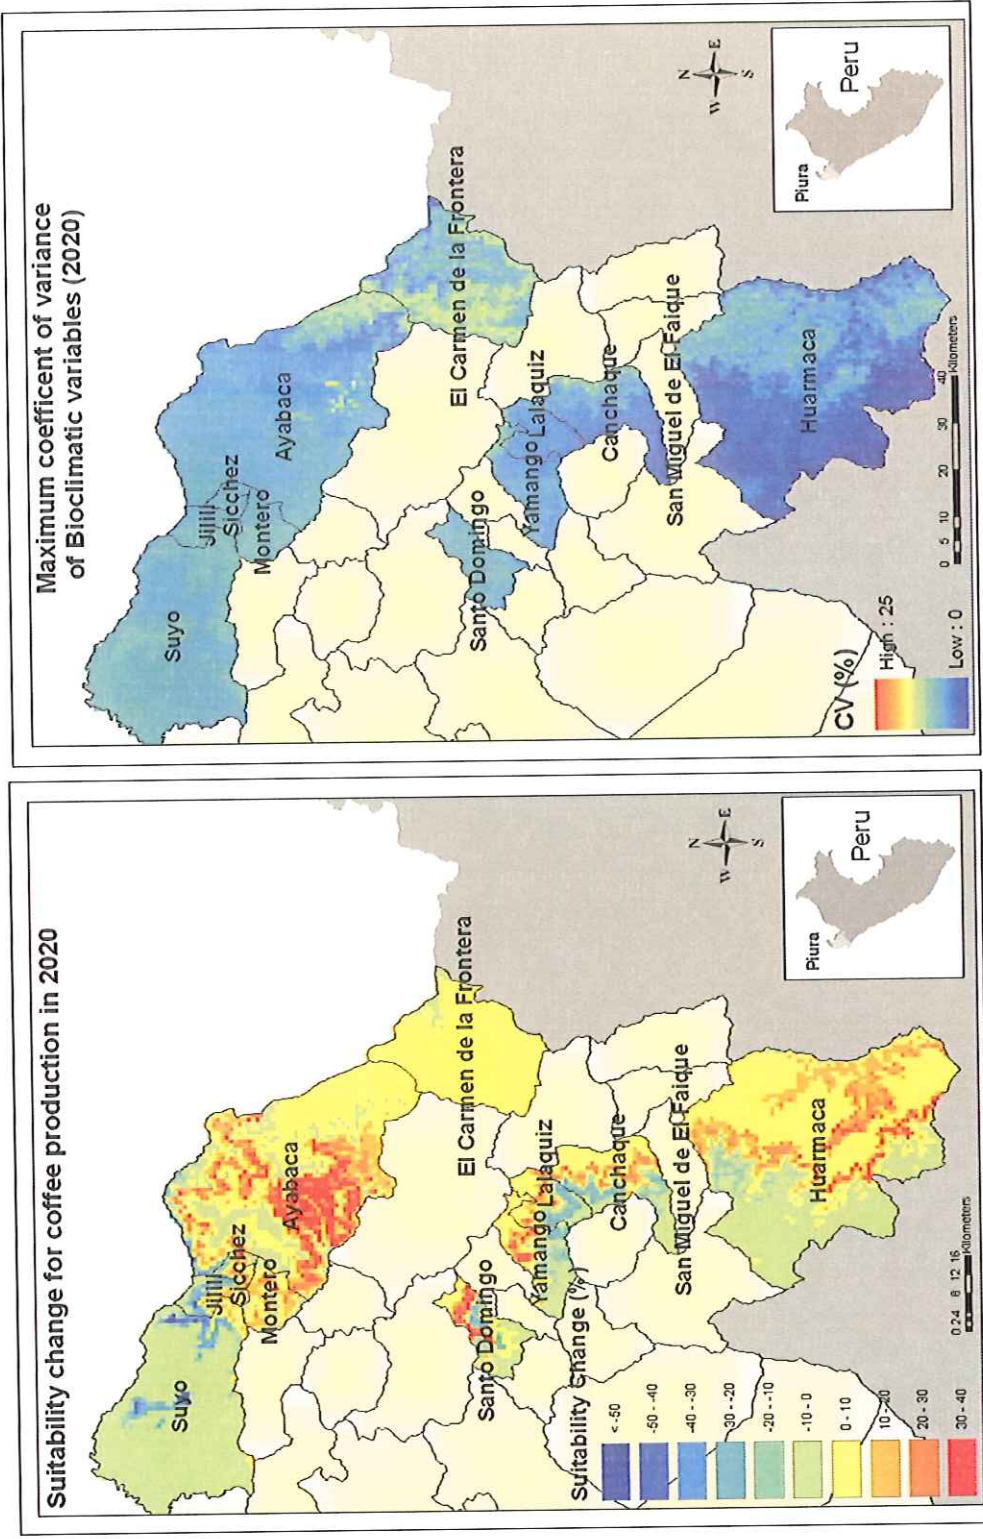 Suitability change for coffee production in 2020
Suyo
Jilili
Sicchez
Montero
Ayabaca
El Carmen de la Frontera
Santo Domingo
Yamango
Lalaquiz
Canchaque
San Miguel de El Faique
Huarmaca
Suitability Change (%)
<-50
-50 - -40
-40 - -30
-30 - -20
-20 - -10
-10 - 0
0 - 10
10 - 20
20 - 30
30 - 40
0 2 4 8 12 16
Kilometers
N
W E
S
Piura
Peru
Maximum coefficent of variance
of Bioclimatic variables (2020)
Suyo
Jilili
Sicchez
Montero
Ayabaca
El Carmen de la Frontera
Santo Domingo
Yamango
Lalaquiz
Canchaque
San Miguel de El Faique
Huarmaca
CV (%)
High : 25
Low : 0
0 5 10 20 30 40
Kilometers
N
W E
S
Piura
Peru